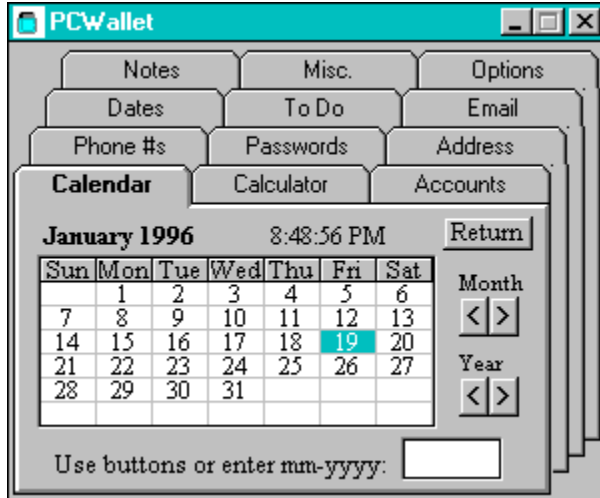 PCWallet
Notes Misc. Options
Dates To Do Email
Phone #s Passwords Address
Calendar Calculator Accounts
January 1996 8:48:56 PM Return
Sun Mon Tue Wed Thu Fri Sat
1 2 3 4 5 6
7 8 9 10 11 12 13
14 15 16 17 18 19 20
21 22 23 24 25 26 27
28 29 30 31
Month
< >
Year
< >
Use buttons or enter mm-yyyy: